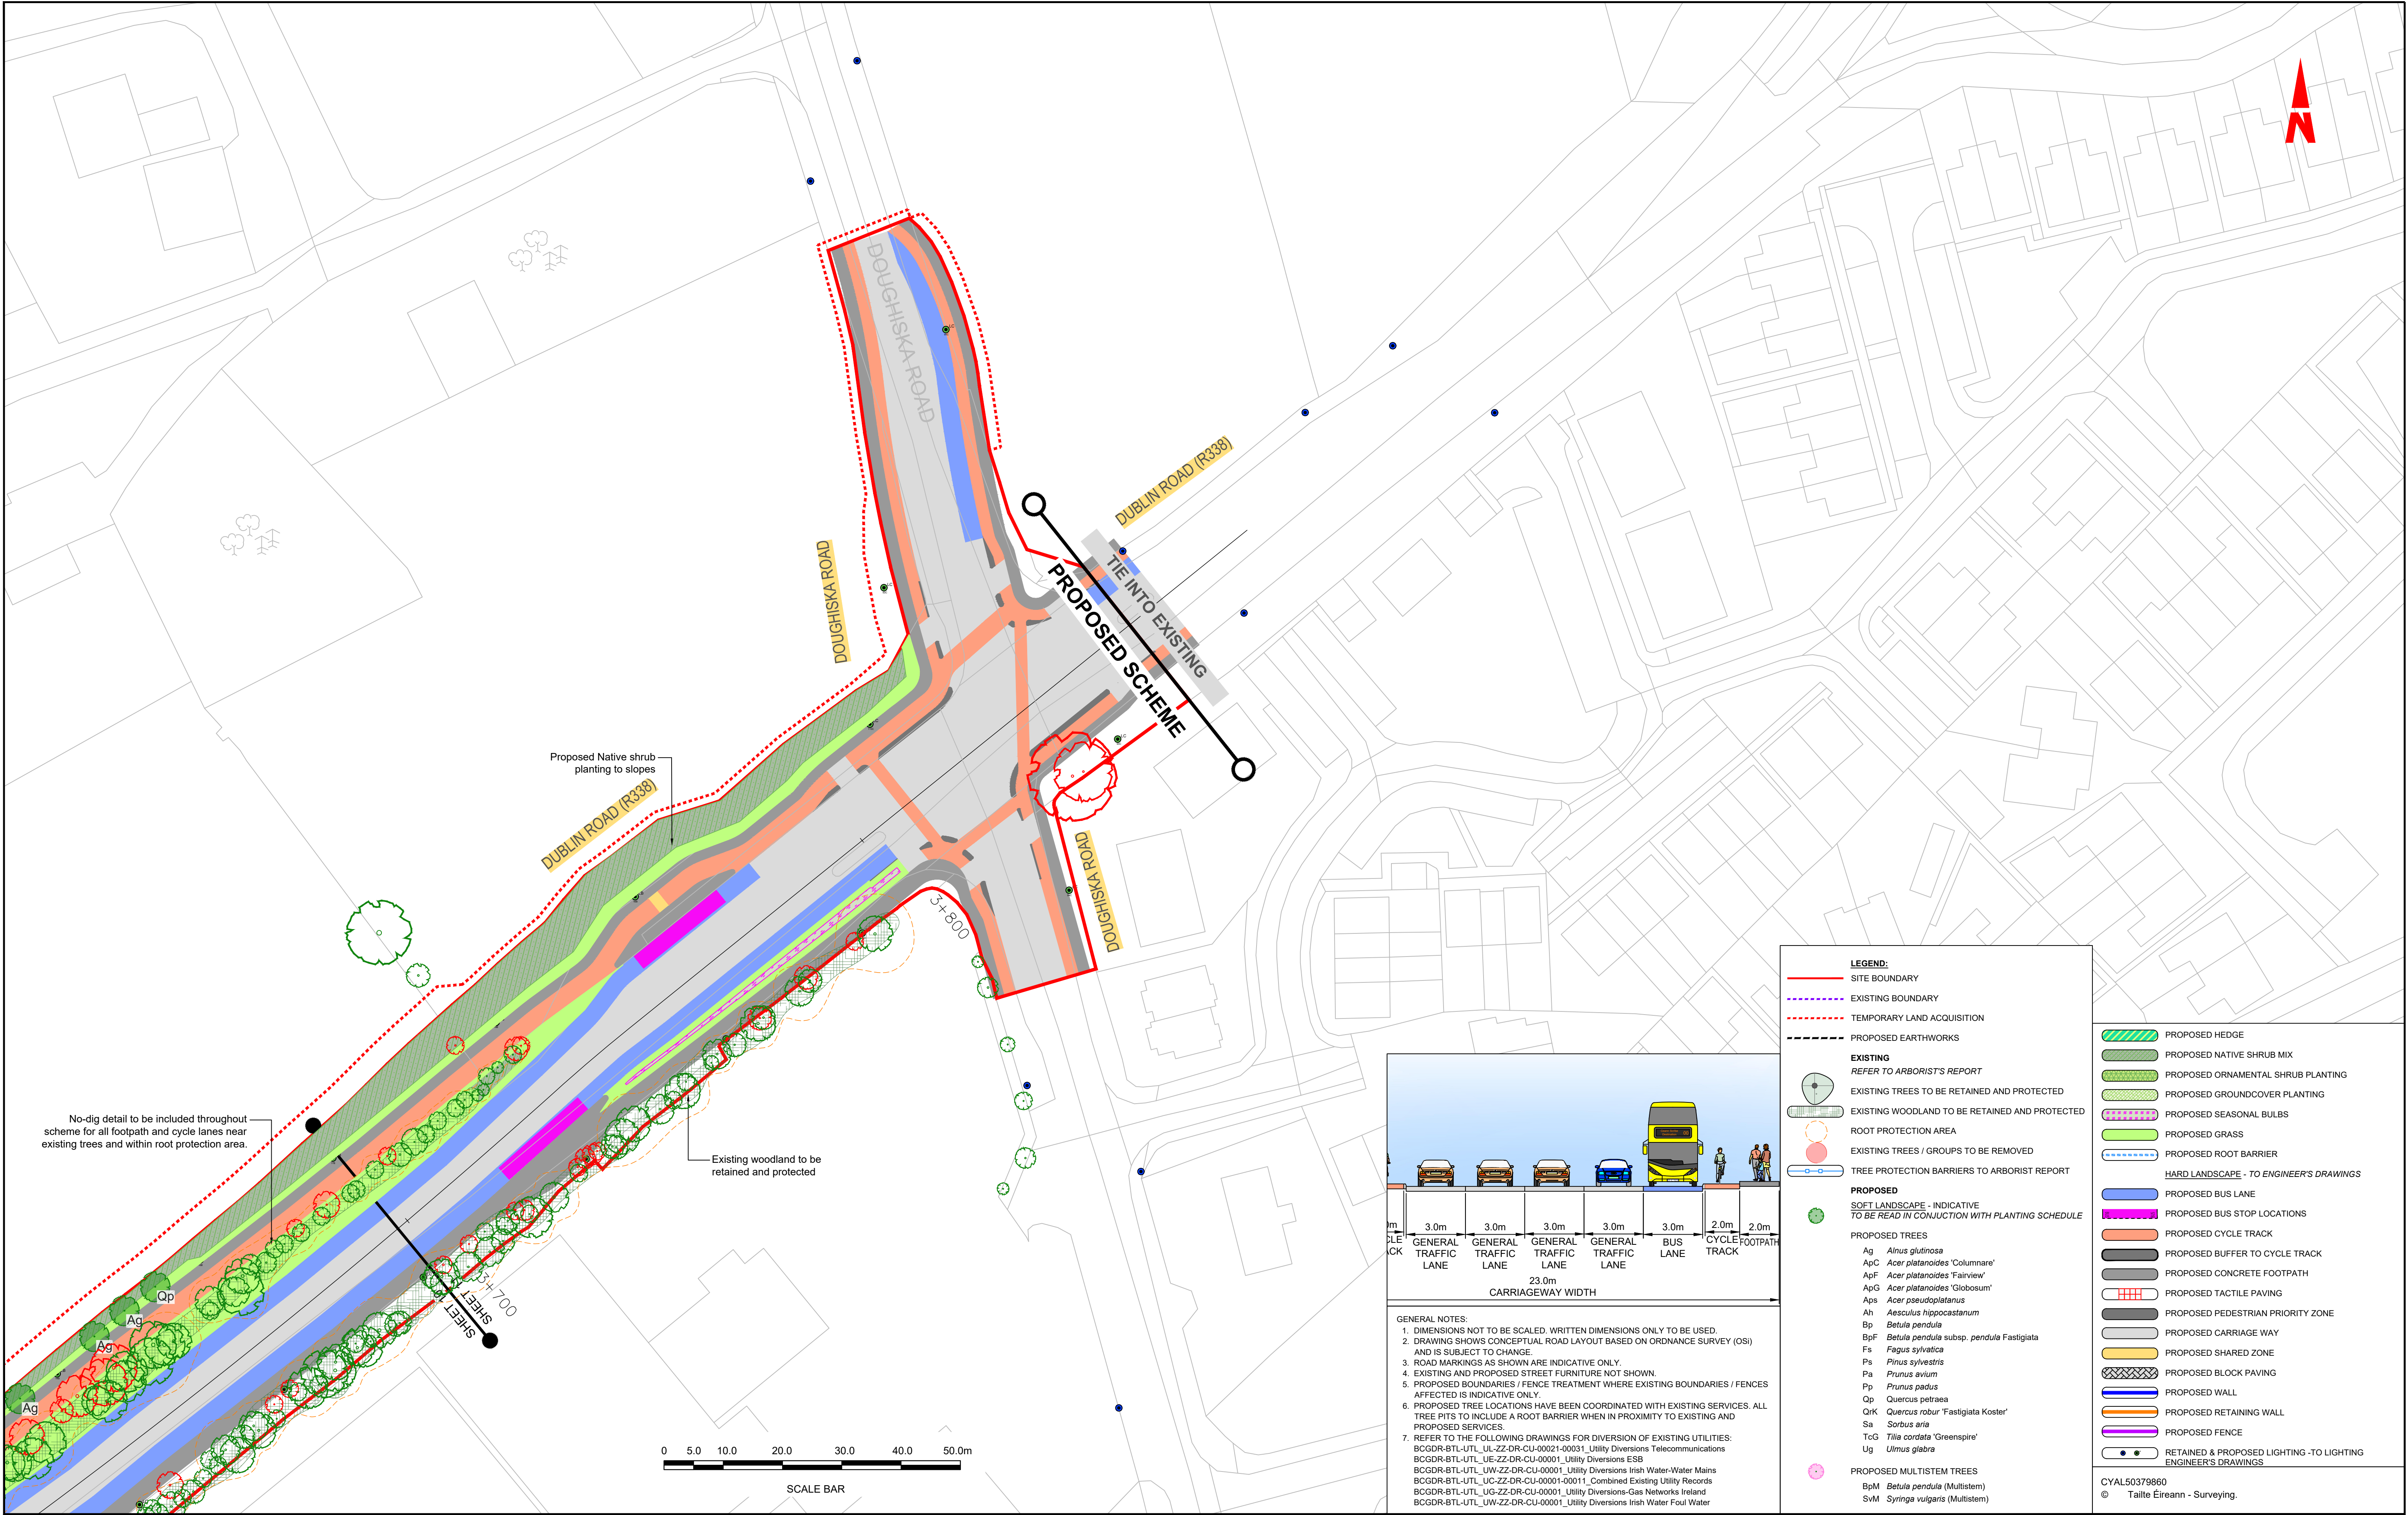 N
DOUGHISKA ROAD
DUBLIN ROAD (R338)
DOUGHISKA ROAD
PROPOSED SCHEME
TIE INTO EXISTING
Proposed Native shrub
planting to slopes
DUBLIN ROAD (R338)
DOUGHISKA ROAD
3+800
No-dig detail to be included throughout
scheme for all footpath and cycle lanes near
existing trees and within root protection area.
Existing woodland to be
retained and protected
Qp
Ag
Ag
Ag
3+700
SHEET
SHEET
0 5.0 10.0 20.0 30.0 40.0 50.0m
SCALE BAR
3.0m 3.0m 3.0m 3.0m 3.0m 2.0m 2.0m
GENERAL TRAFFIC LANE
GENERAL TRAFFIC LANE
GENERAL TRAFFIC LANE
GENERAL TRAFFIC LANE
BUS LANE
CYCLE TRACK
FOOTPATH
23.0m
CARRIAGEWAY WIDTH
GENERAL NOTES:
1. DIMENSIONS NOT TO BE SCALED. WRITTEN DIMENSIONS ONLY TO BE USED.
2. DRAWING SHOWS CONCEPTUAL ROAD LAYOUT BASED ON ORDNANCE SURVEY (OSi)
AND IS SUBJECT TO CHANGE.
3. ROAD MARKINGS AS SHOWN ARE INDICATIVE ONLY.
4. EXISTING AND PROPOSED STREET FURNITURE NOT SHOWN.
5. PROPOSED BOUNDARIES / FENCE TREATMENT WHERE EXISTING BOUNDARIES / FENCES
AFFECTED IS INDICATIVE ONLY.
6. PROPOSED TREE LOCATIONS HAVE BEEN COORDINATED WITH EXISTING SERVICES. ALL
TREE PITS TO INCLUDE A ROOT BARRIER WHEN IN PROXIMITY TO EXISTING AND
PROPOSED SERVICES.
7. REFER TO THE FOLLOWING DRAWINGS FOR DIVERSION OF EXISTING UTILITIES:
BCGDR-BTL-UTL_UL-ZZ-DR-CU-00021-00031_Utility Diversions Telecommunications
BCGDR-BTL-UTL_UE-ZZ-DR-CU-00001_Utility Diversions ESB
BCGDR-BTL-UTL_UW-ZZ-DR-CU-00001_Utility Diversions Irish Water-Water Mains
BCGDR-BTL-UTL_UC-ZZ-DR-CU-00001-00011_Combined Existing Utility Records
BCGDR-BTL-UTL_UG-ZZ-DR-CU-00001_Utility Diversions-Gas Networks Ireland
BCGDR-BTL-UTL_UW-ZZ-DR-CU-00001_Utility Diversions Irish Water Foul Water
LEGEND:
SITE BOUNDARY
EXISTING BOUNDARY
TEMPORARY LAND ACQUISITION
PROPOSED EARTHWORKS
EXISTING
REFER TO ARBORIST'S REPORT
EXISTING TREES TO BE RETAINED AND PROTECTED
EXISTING WOODLAND TO BE RETAINED AND PROTECTED
ROOT PROTECTION AREA
EXISTING TREES / GROUPS TO BE REMOVED
TREE PROTECTION BARRIERS TO ARBORIST REPORT
PROPOSED
SOFT LANDSCAPE - INDICATIVE
TO BE READ IN CONJUCTION WITH PLANTING SCHEDULE
PROPOSED TREES
Ag Alnus glutinosa
ApC Acer platanoides 'Columnare'
ApF Acer platanoides 'Fairview'
ApG Acer platanoides 'Globosum'
Aps Acer pseudoplatanus
Ah Aesculus hippocastanum
Bp Betula pendula
BpF Betula pendula subsp. pendula Fastigiata
Fs Fagus sylvatica
Ps Pinus sylvestris
Pa Prunus avium
Pp Prunus padus
Qp Quercus petraea
QrK Quercus robur 'Fastigiata Koster'
Sa Sorbus aria
TcG Tilia cordata 'Greenspire'
Ug Ulmus glabra
PROPOSED MULTISTEM TREES
BpM Betula pendula (Multistem)
SvM Syringa vulgaris (Multistem)
PROPOSED HEDGE
PROPOSED NATIVE SHRUB MIX
PROPOSED ORNAMENTAL SHRUB PLANTING
PROPOSED GROUNDCOVER PLANTING
PROPOSED SEASONAL BULBS
PROPOSED GRASS
PROPOSED ROOT BARRIER
HARD LANDSCAPE - TO ENGINEER'S DRAWINGS
PROPOSED BUS LANE
PROPOSED BUS STOP LOCATIONS
PROPOSED CYCLE TRACK
PROPOSED BUFFER TO CYCLE TRACK
PROPOSED CONCRETE FOOTPATH
PROPOSED TACTILE PAVING
PROPOSED PEDESTRIAN PRIORITY ZONE
PROPOSED CARRIAGE WAY
PROPOSED SHARED ZONE
PROPOSED BLOCK PAVING
PROPOSED WALL
PROPOSED RETAINING WALL
PROPOSED FENCE
RETAINED & PROPOSED LIGHTING -TO LIGHTING
ENGINEER'S DRAWINGS
CYAL50379860
© Tailte Éireann - Surveying.